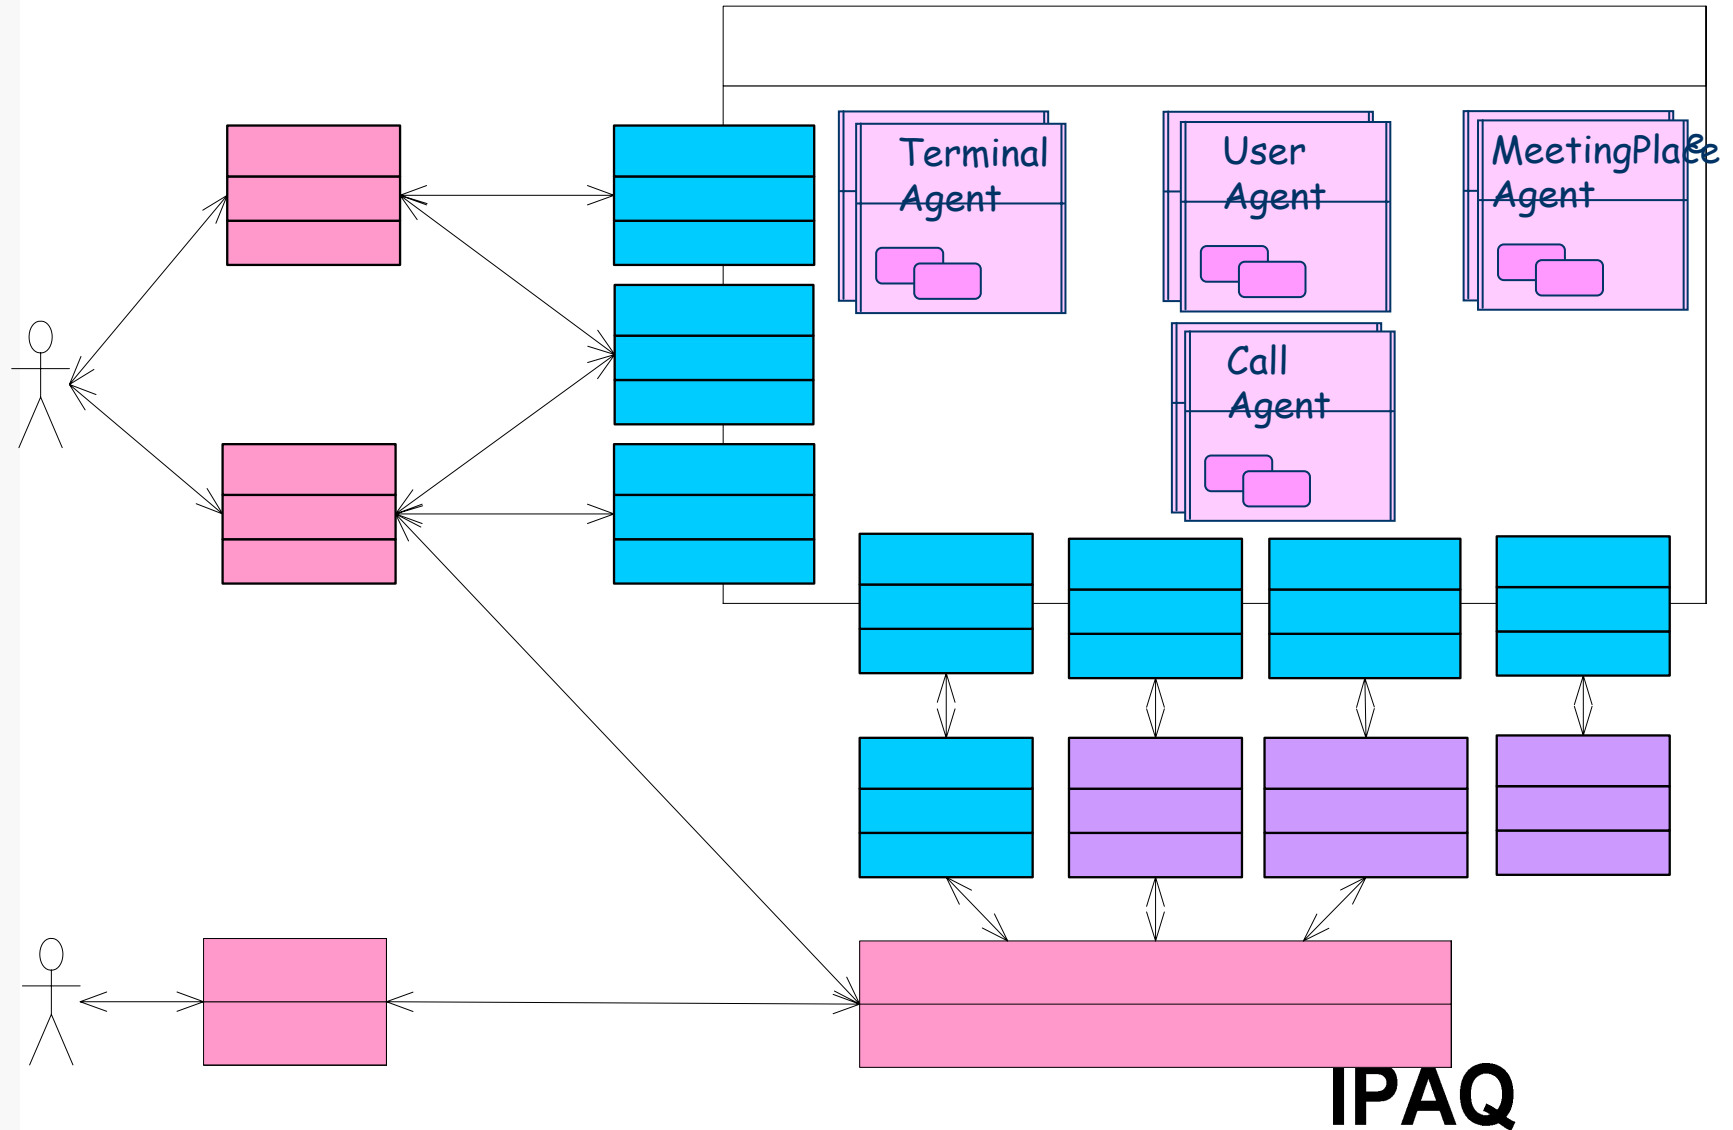 Terminal
Agent
User
Agent
MeetingPlace
Agent
Call
Agent
IPAQ